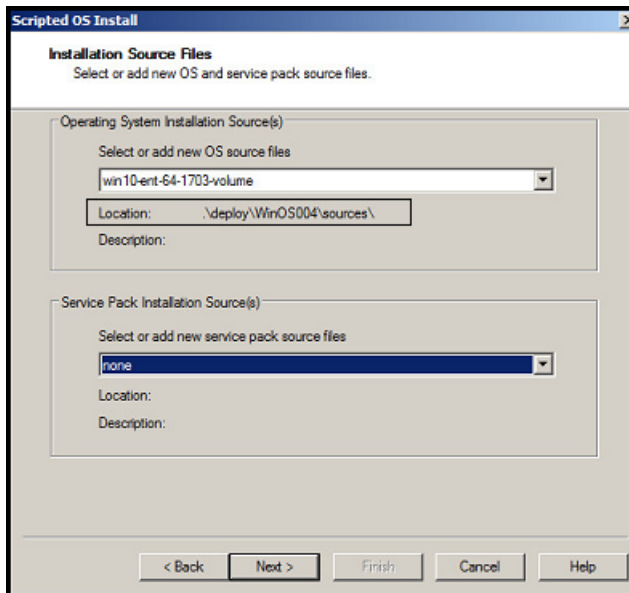 Scripted OS Install
Installation Source Files
Select or add new OS and service pack source files.
Operating System Installation Source(s)
Select or add new OS source files
win10-ent-64-1703-volume
Location: .\deploy\WinOS004\sources\
Description:
Service Pack Installation Source(s)
Select or add new service pack source files
none
Location:
Description:
< Back Next > Finish Cancel Help